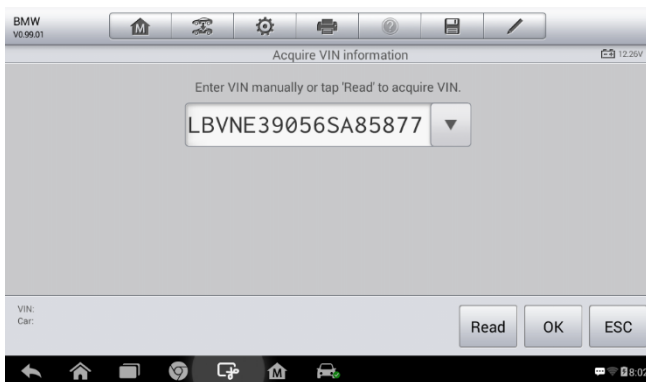 BMW
V0.99.01
Acquire VIN information
12.26V
Enter VIN manually or tap 'Read' to acquire VIN.
LBVNE39056SA85877
VIN:
Car:
Read
OK
ESC
8:02